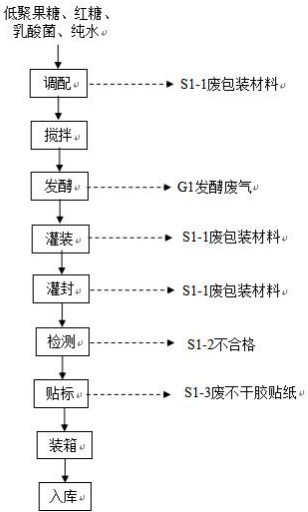 低聚果糖、红糖、
乳酸菌、纯水
调配
S1-1废包装材料
搅拌
发酵
G1发酵废气
灌装
S1-1废包装材料
灌封
S1-1废包装材料
检测
S1-2不合格
贴标
S1-3废不干胶贴纸
装箱
入库